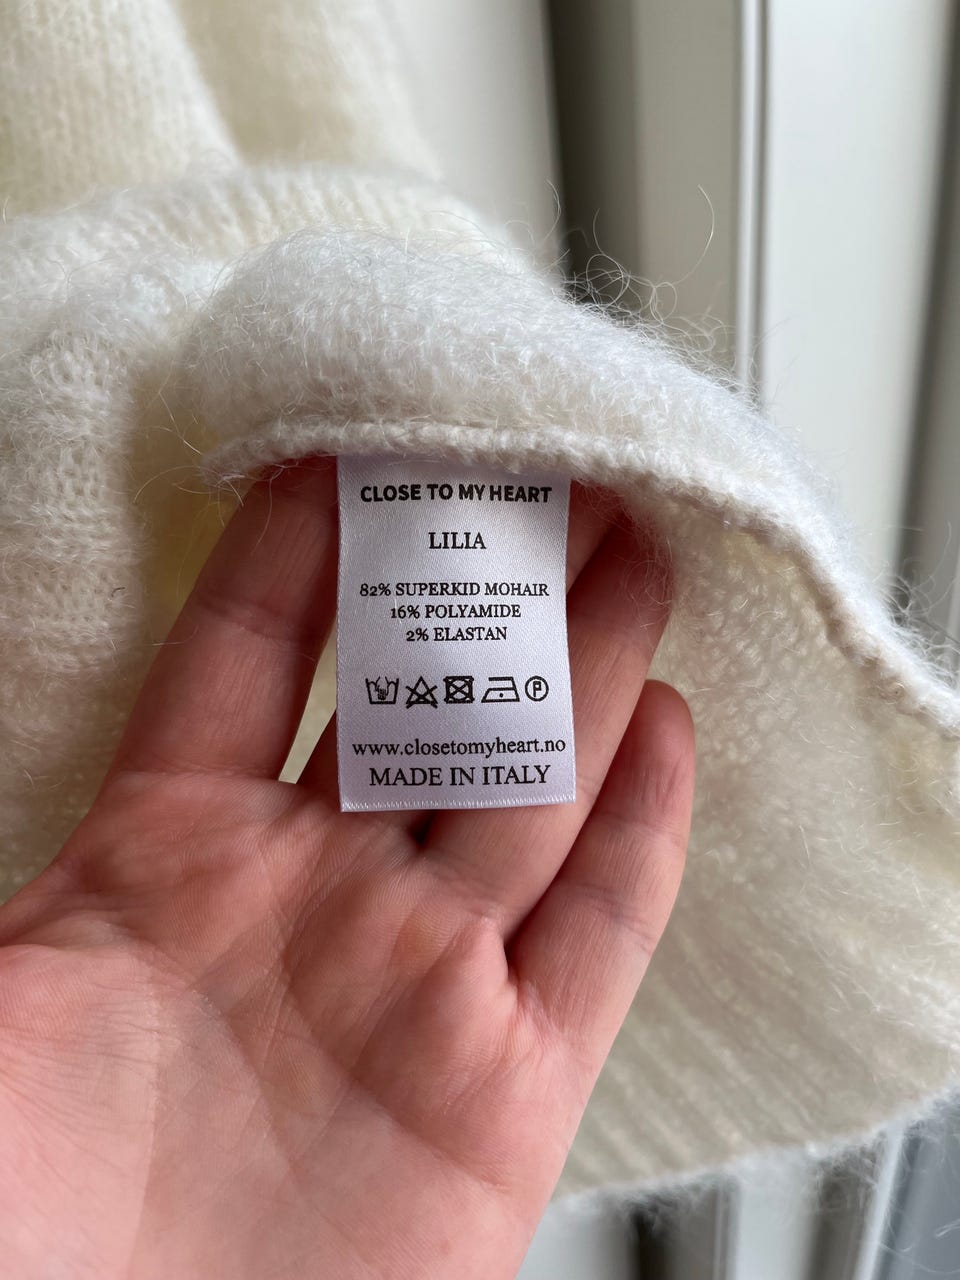 CLOSE TO MY HEART
LILIA
82% SUPERKID MOHAIR
16% POLYAMIDE
2% ELASTAN
P
www.closetomyheart.no
MADE IN ITALY